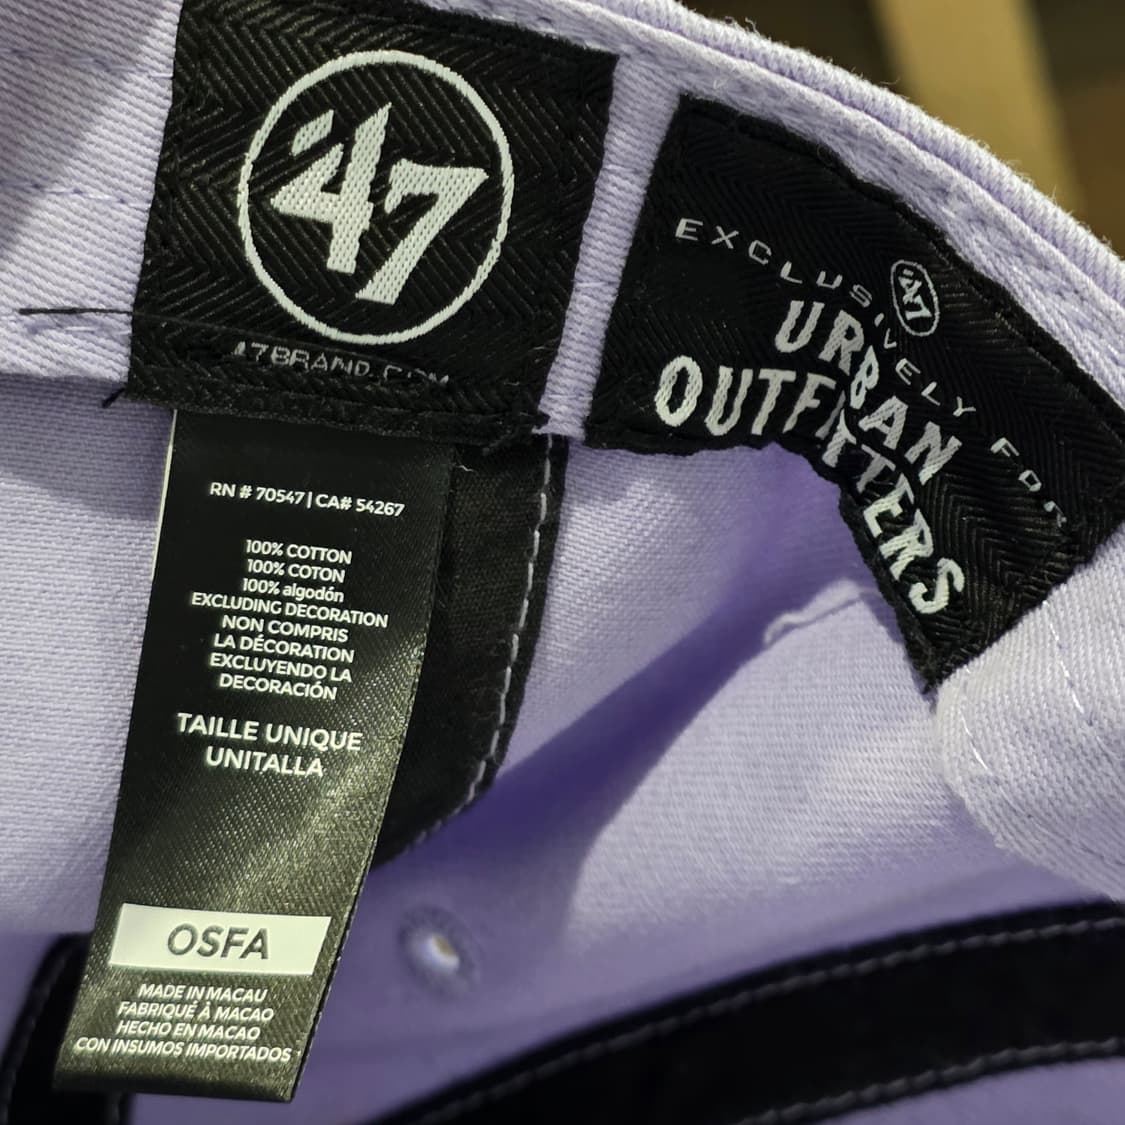 '47
47BRAND.COM
EXCLUSIVELY FOR
'47
URBAN
OUTFITTERS
RN # 70547 | CA# 54267
100% COTTON
100% COTON
100% algodón
EXCLUDING DECORATION
NON COMPRIS
LA DÉCORATION
EXCLUYENDO LA
DECORACIÓN
TAILLE UNIQUE
UNITALLA
OSFA
MADE IN MACAU
FABRIQUÉ À MACAO
HECHO EN MACAO
CON INSUMOS IMPORTADOS